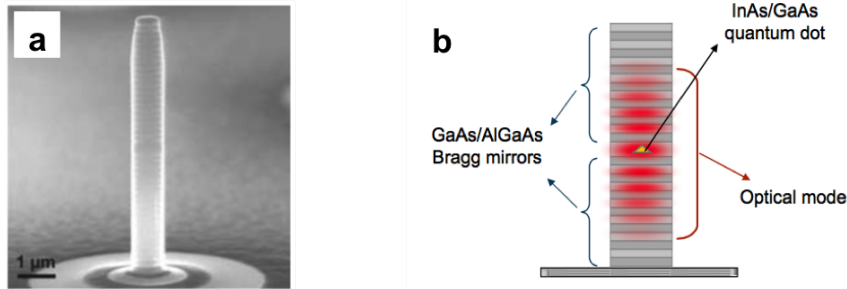 a
1 µm
b
InAs/GaAs
quantum dot
GaAs/AlGaAs
Bragg mirrors
Optical mode